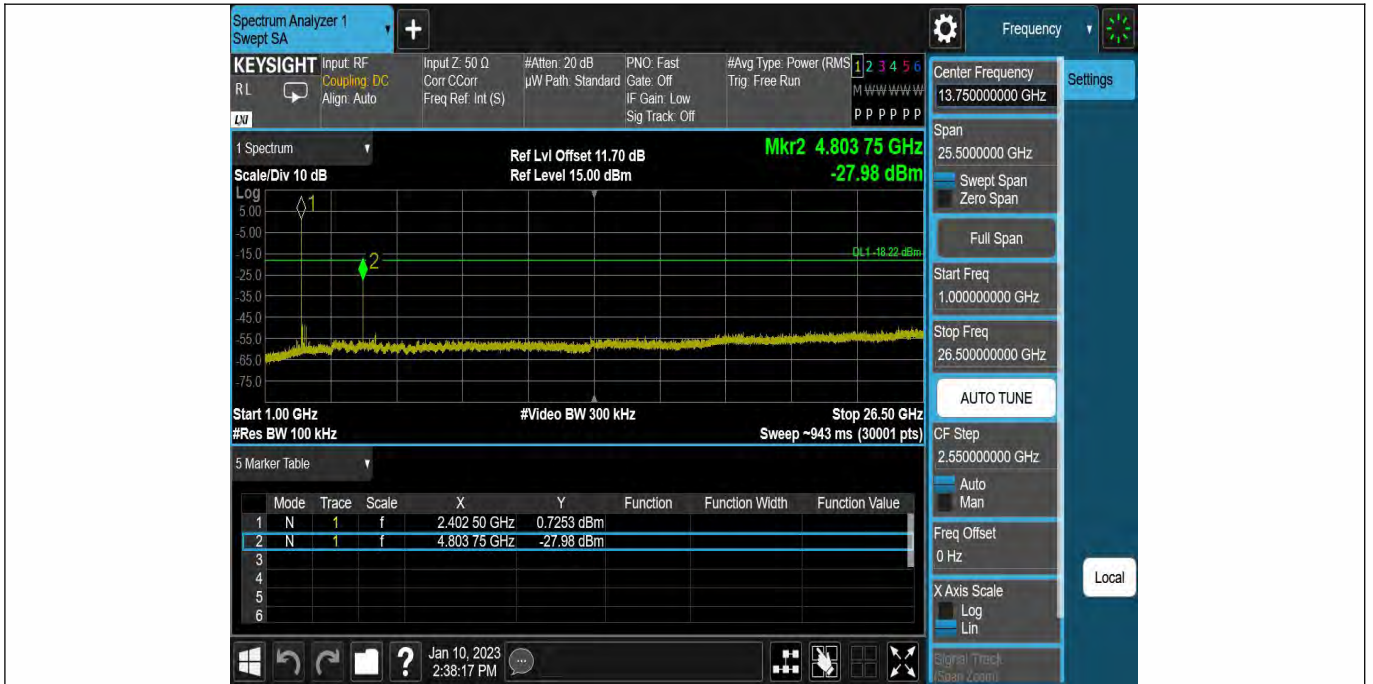 Spectrum Analyzer 1
Swept SA
+
Frequency
KEYSIGHT
RL
LXI
Input: RF
Coupling: DC
Align: Auto
Input Z: 50 Ω
Corr CCorr
Freq Ref: Int (S)
#Atten: 20 dB
µW Path: Standard
PNO: Fast
Gate: Off
IF Gain: Low
Sig Track: Off
#Avg Type: Power (RMS
Trig: Free Run
1 2 3 4 5 6
M W W W W W
P P P P P P
1 Spectrum
Scale/Div 10 dB
Ref Lvl Offset 11.70 dB
Ref Level 15.00 dBm
Mkr2 4.803 75 GHz
-27.98 dBm
Log
5.00
-5.00
-15.0
-25.0
-35.0
-45.0
-55.0
-65.0
-75.0
1
2
DL1 -18.22 dBm
Start 1.00 GHz
#Res BW 100 kHz
#Video BW 300 kHz
Stop 26.50 GHz
Sweep ~943 ms (30001 pts)
5 Marker Table
Mode Trace Scale X Y Function Function Width Function Value
1 N 1 f 2.402 50 GHz 0.7253 dBm
2 N 1 f 4.803 75 GHz -27.98 dBm
3
4
5
6
?
Jan 10, 2023
2:38:17 PM
Center Frequency
13.750000000 GHz
Settings
Span
25.5000000 GHz
Swept Span
Zero Span
Full Span
Start Freq
1.000000000 GHz
Stop Freq
26.500000000 GHz
AUTO TUNE
CF Step
2.550000000 GHz
Auto
Man
Freq Offset
0 Hz
X Axis Scale
Log
Lin
Signal Track
(Span Zoom)
Local